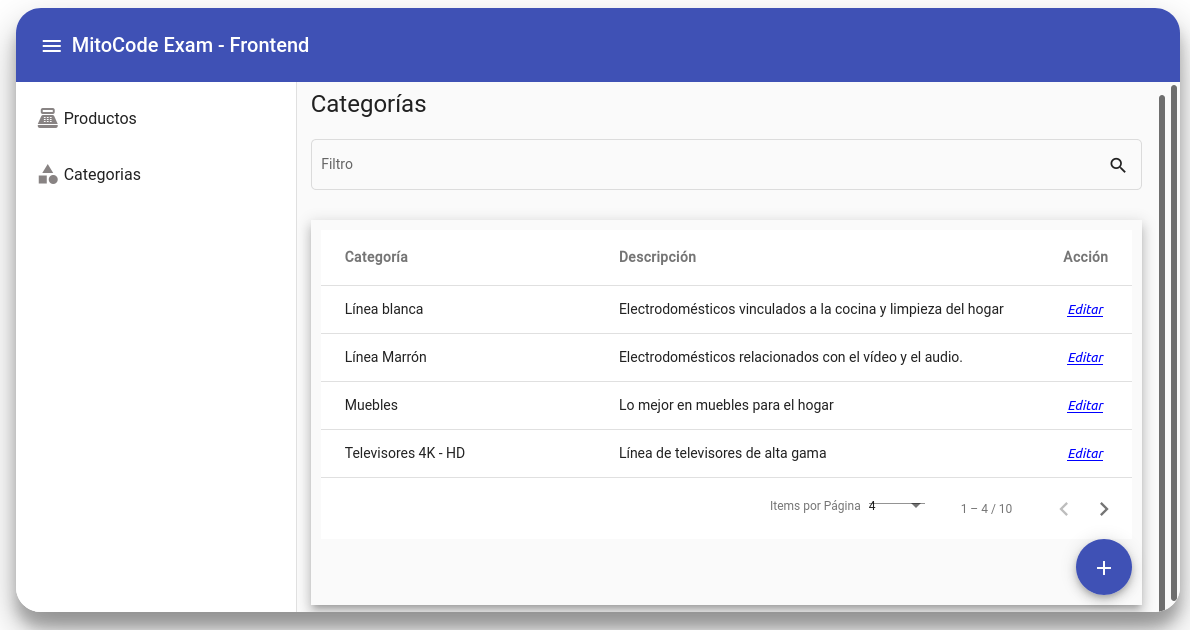 MitoCode Exam - Frontend
Productos
Categorias
Categorías
Filtro
Categoría Descripción Acción
Línea blanca Electrodomésticos vinculados a la cocina y limpieza del hogar Editar
Línea Marrón Electrodomésticos relacionados con el vídeo y el audio. Editar
Muebles Lo mejor en muebles para el hogar Editar
Televisores 4K - HD Línea de televisores de alta gama Editar
Items por Página 4 1 – 4 / 10